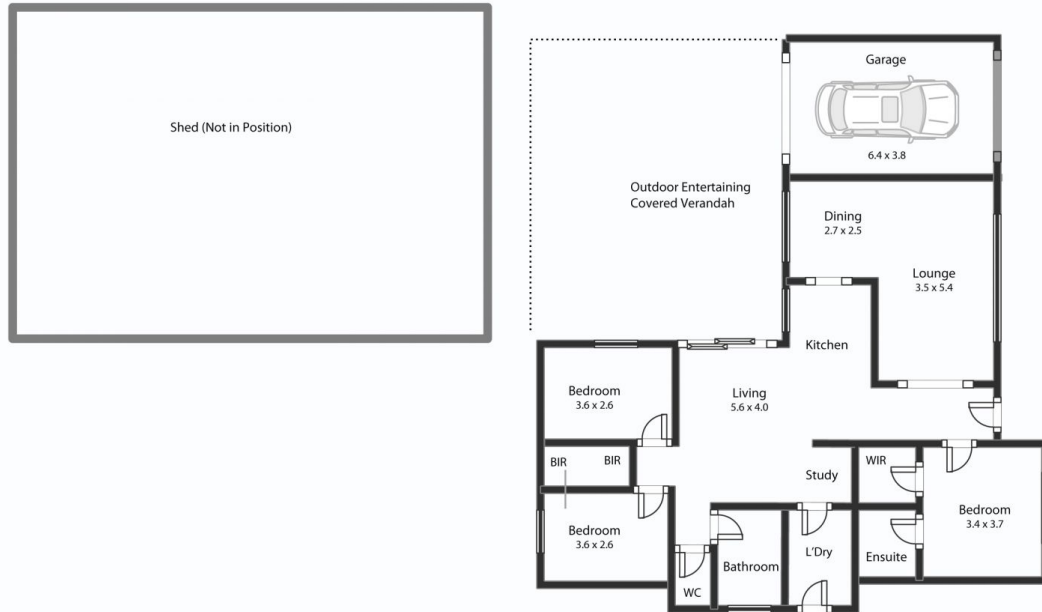 Shed (Not in Position)
Garage
6.4 x 3.8
Outdoor Entertaining
Covered Verandah
Dining
2.7 x 2.5
Lounge
3.5 x 5.4
Kitchen
Bedroom
3.6 x 2.6
Living
5.6 x 4.0
BIR
BIR
Study
WIR
Bedroom
3.6 x 2.6
Bedroom
3.4 x 3.7
L'Dry
Ensuite
Bathroom
WC